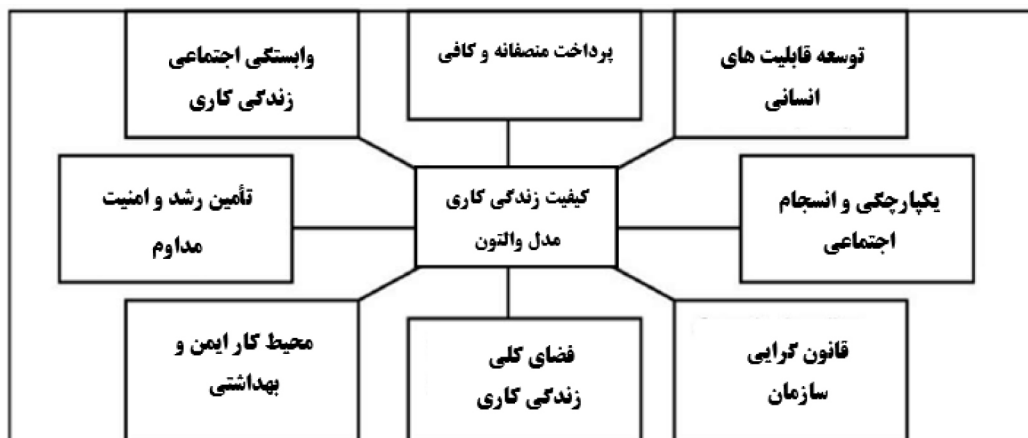 توسعه قابلیت های
انسانی
پرداخت منصفانه و کافی
وابستگی اجتماعی
زندگی کاری
یکپارچگی و انسجام
اجتماعی
کیفیت زندگی کاری
مدل والتون
تأمین رشد و امنیت
مداوم
قانون گرایی
سازمان
فضای کلی
زندگی کاری
محیط کار ایمن و
بهداشتی